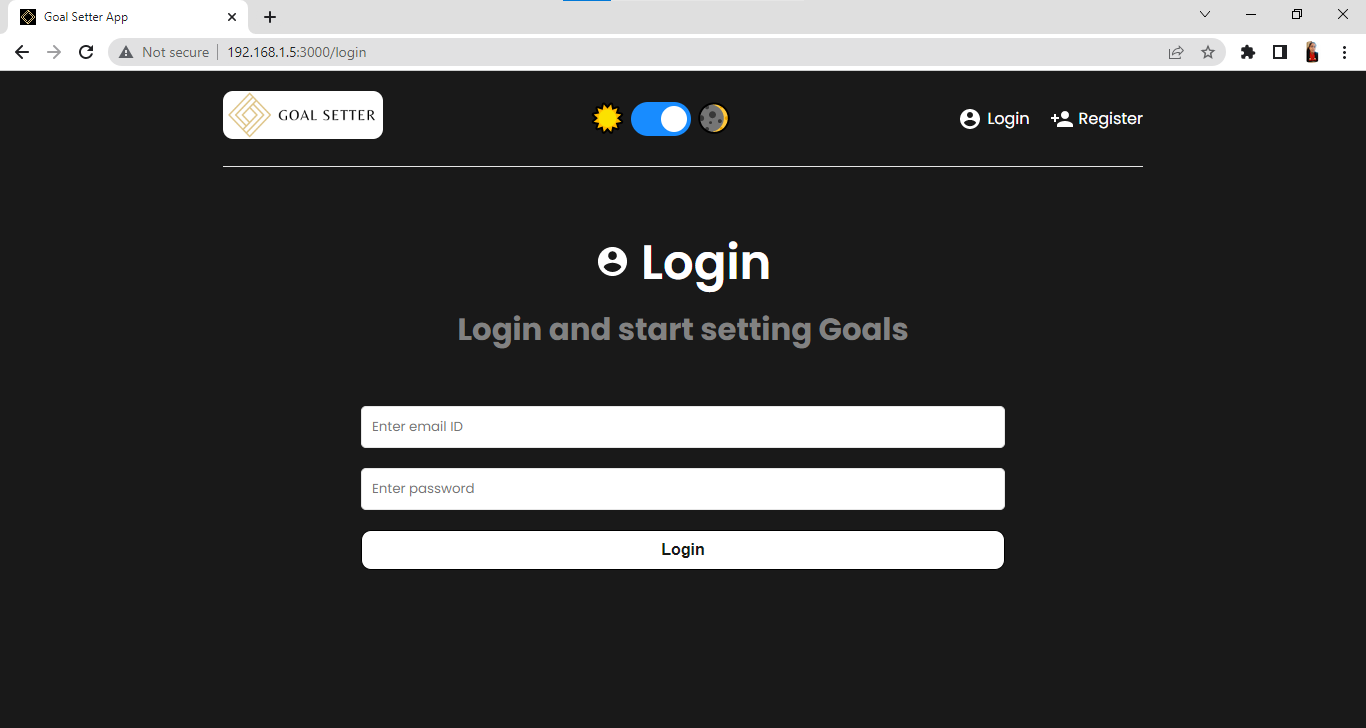 Goal Setter App
Not secure
192.168.1.5:3000/login
GOAL SETTER
Login
Register
Login
Login and start setting Goals
Enter email ID
Enter password
Login